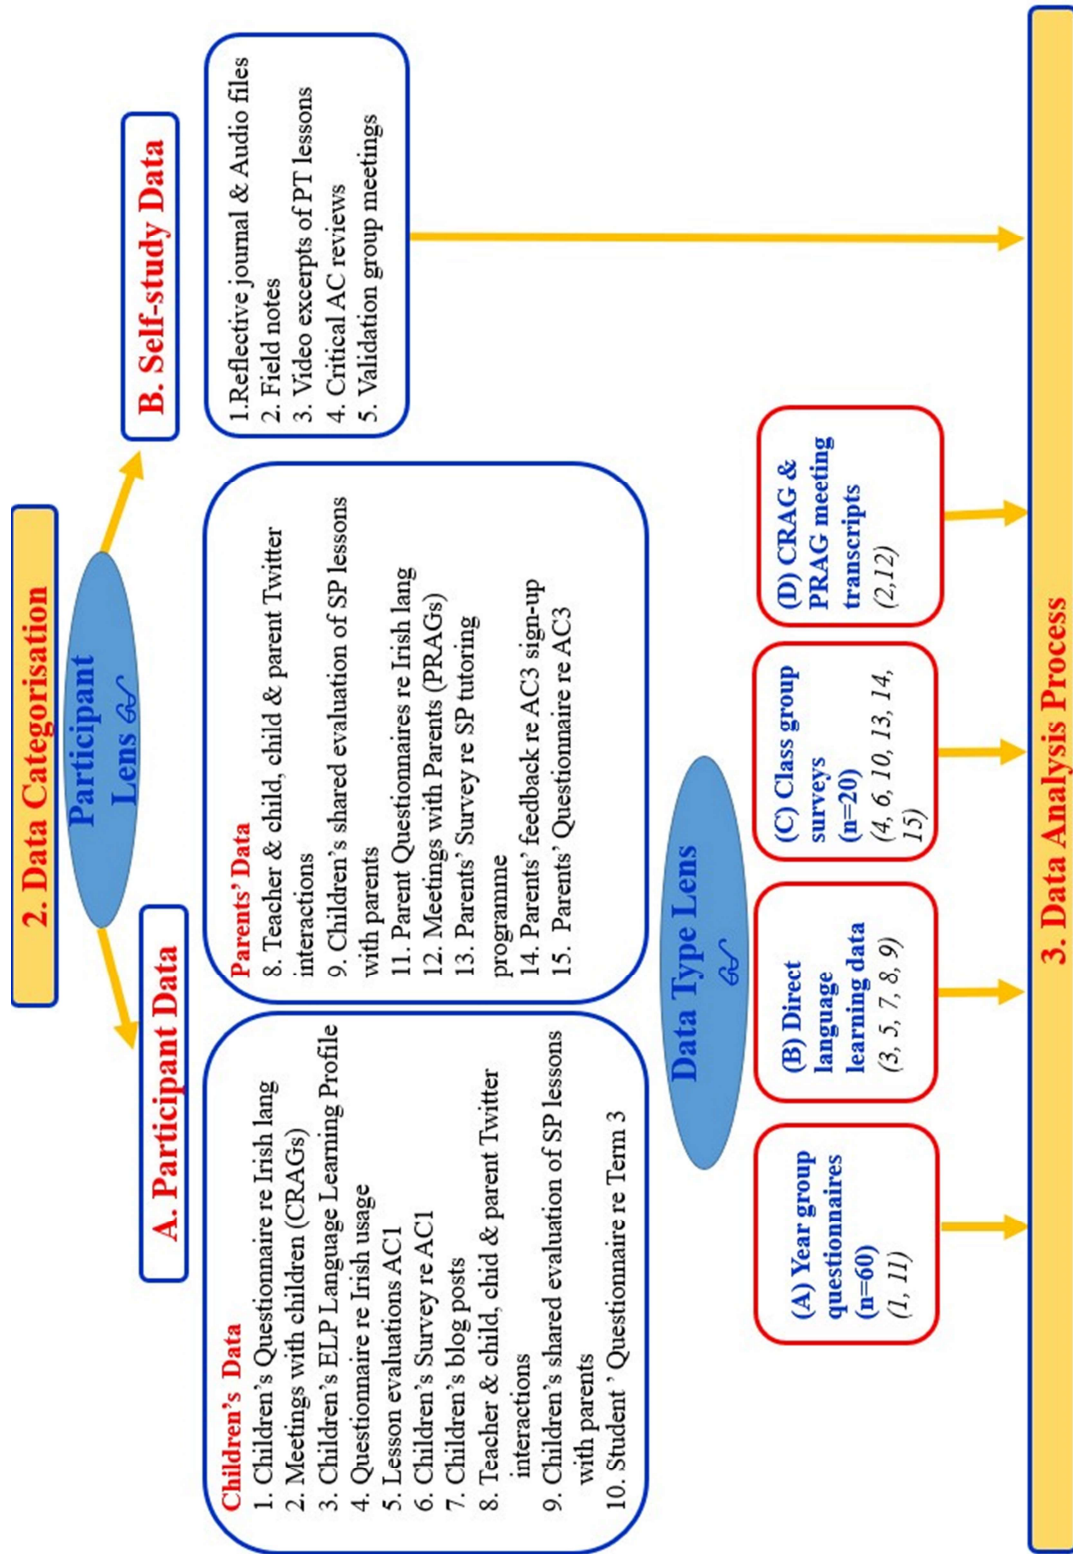 2. Data Categorisation
Participant
Lens
A. Participant Data
B. Self-study Data
Children's Data
1. Children's Questionnaire re Irish lang
2. Meetings with children (CRAGs)
3. Children's ELP Language Learning Profile
4. Questionnaire re Irish usage
5. Lesson evaluations AC1
6. Children's Survey re AC1
7. Children's blog posts
8. Teacher & child, chid & parent Twitter
interactions
9. Children's shared evaluation of SP lessons
with parents
10. Student ' Questionnaire re Term 3
Parents' Data
8. Teacher & child, child & parent Twitter
interactions
9. Children's shared evaluation of SP lessons
with parents
11. Parent Questionnaires re Irish lang
12. Meetings with Parents (PRAGs)
13. Parents' Survey re SP tutoring
programme
14. Parents' feedback re AC3 sign-up
15. Parents' Questionnaire re AC3
1.Reflective journal & Audio files
2. Field notes
3. Video excerpts of PT lessons
4. Critical AC reviews
5. Validation group meetings
Data Type Lens
(A) Year group
questionnaires
(n=60)
(1, 11)
(B) Direct
language
learning data
(3, 5, 7, 8, 9)
(C) Class group
surveys
(n=20)
(4, 6, 10, 13, 14,
15)
(D) CRAG &
PRAG meeting
transcripts
(2,12)
3. Data Analysis Process